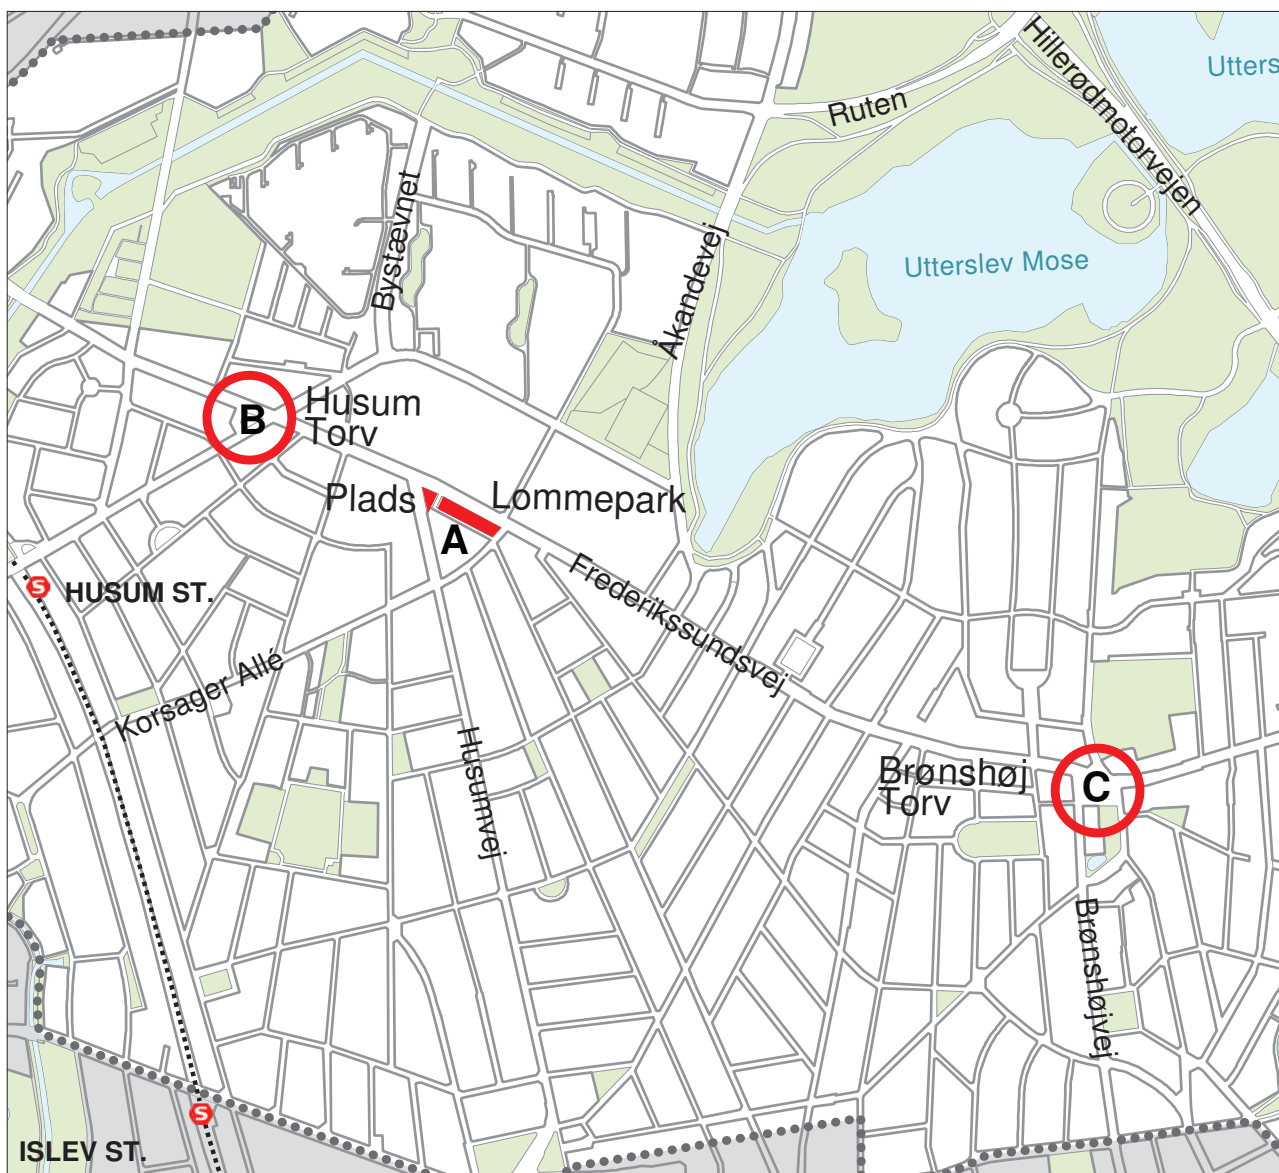 Utters
Ruten
Hillerødmotorvejen
Utterslev Mose
Bystævnet
Åkandevej
B
Husum
Torv
Plads
Lommepark
A
S
HUSUM ST.
Frederikssundsvej
Korsager Allé
Husumvej
Brønshøj
Torv
C
Brønshøjvej
S
ISLEV ST.